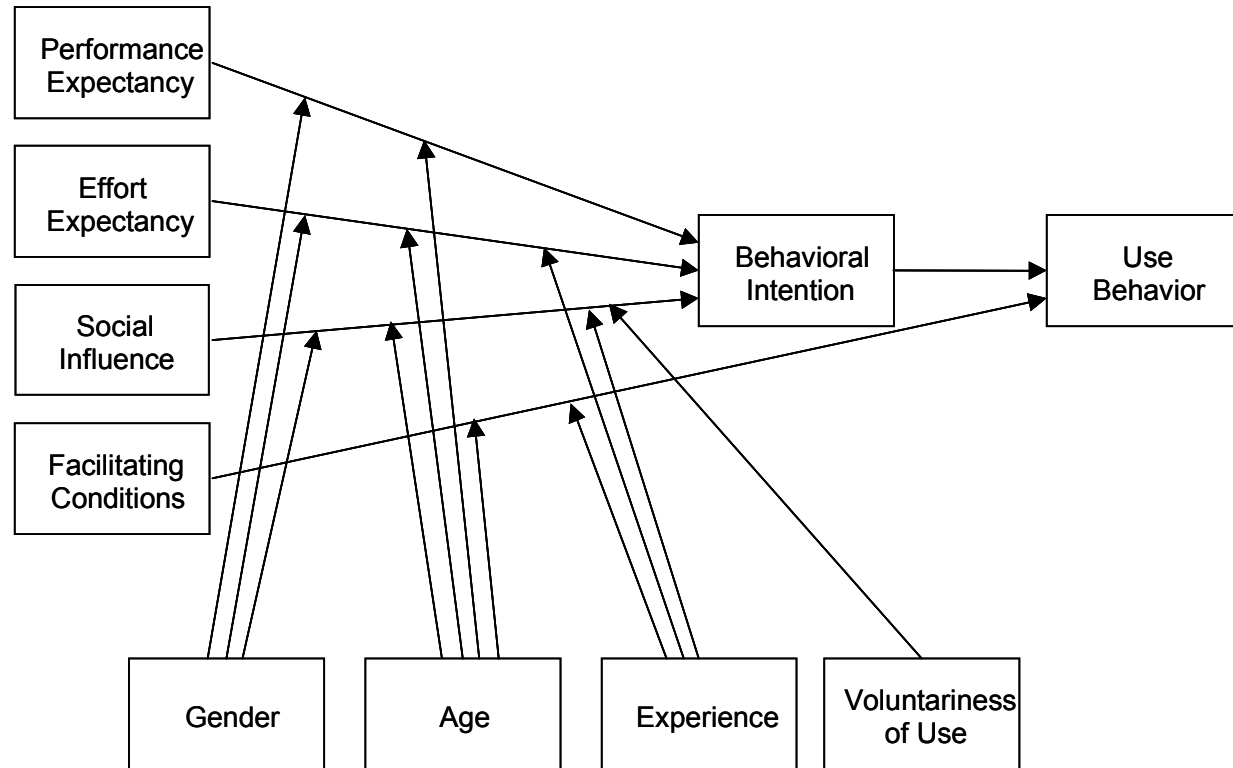 Performance
Expectancy
Effort
Expectancy
Social
Influence
Facilitating
Conditions
Behavioral
Intention
Use
Behavior
Gender
Age
Experience
Voluntariness
of Use